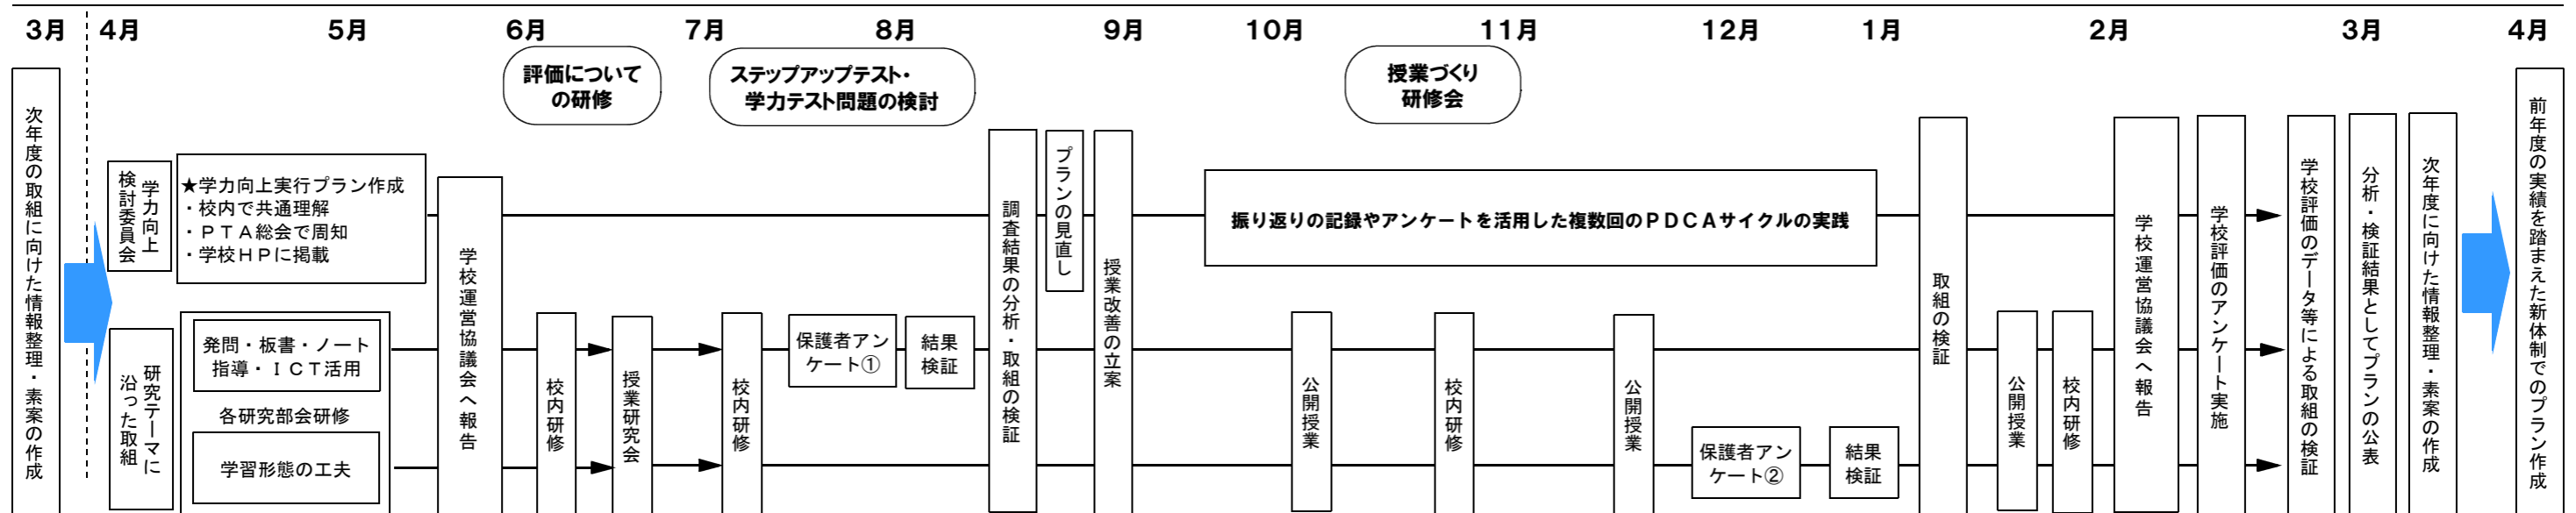 3月
4月
5月
6月
7月
8月
9月
10月
11月
12月
1月
2月
3月
4月
評価について
の研修
ステップアップテスト・
学力テスト問題の検討
授業づくり
研修会
次年度の取組に向けた情報整理・素案の作成
学力向上
検討委員会
★学力向上実行プラン作成
・校内で共通理解
・ＰＴＡ総会で周知
・学校ＨＰに掲載
研究テーマに
沿った取組
発問・板書・ノート
指導・ＩＣＴ活用
各研究部会研修
学習形態の工夫
学校運営協議会へ報告
校内研修
授業研究会
校内研修
保護者アン
ケート①
結果
検証
調査結果の分析・取組の検証
プランの見直し
授業改善の立案
振り返りの記録やアンケートを活用した複数回のＰＤＣＡサイクルの実践
公開授業
校内研修
公開授業
保護者アン
ケート②
結果
検証
取組の検証
公開授業
校内研修
学校運営協議会へ報告
学校評価のアンケート実施
学校評価のデータ等による取組の検証
分析・検証結果としてプランの公表
次年度に向けた情報整理・素案の作成
前年度の実績を踏まえた新体制でのプラン作成